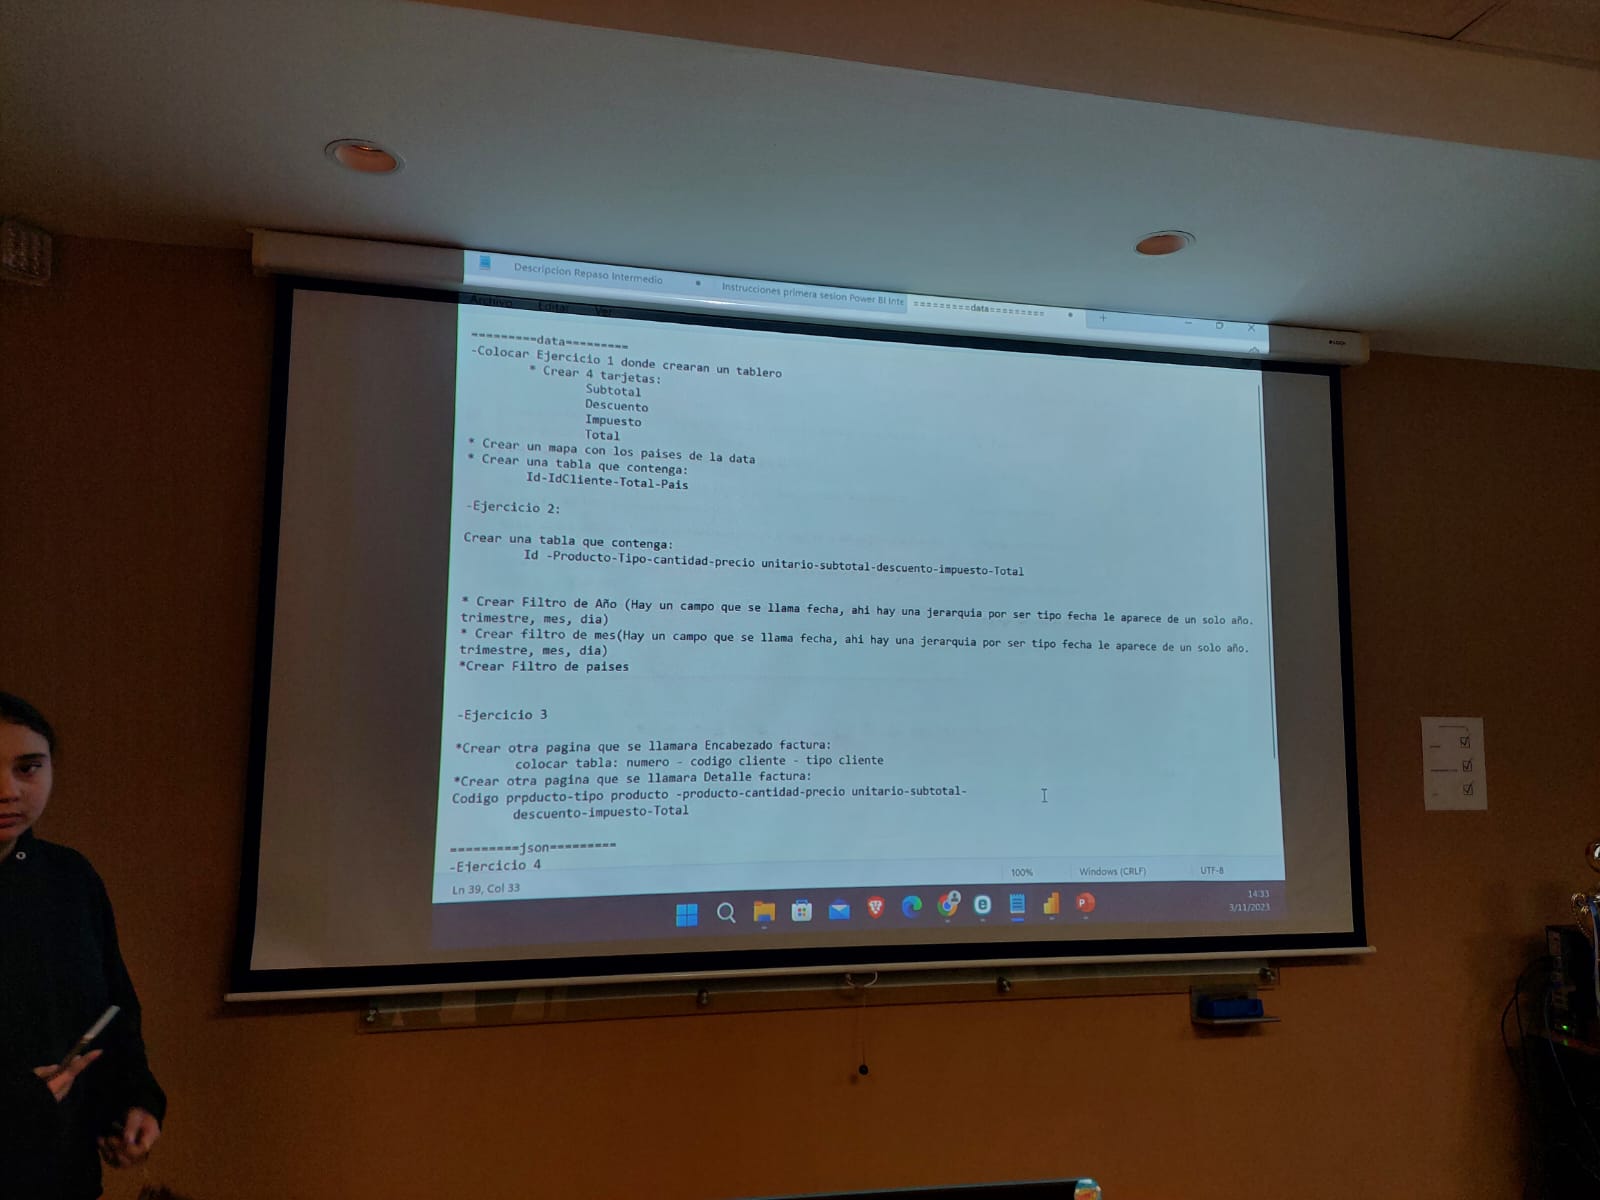 Descripcion Repaso Intermedio
Instrucciones primera sesion Power BI Inte
=========data=========
Archivo Editar Ver
=========data=========
-Colocar Ejercicio 1 donde crearan un tablero
* Crear 4 tarjetas:
Subtotal
Descuento
Impuesto
Total
* Crear un mapa con los paises de la data
* Crear una tabla que contenga:
Id-IdCliente-Total-Pais
-Ejercicio 2:
Crear una tabla que contenga:
Id -Producto-Tipo-cantidad-precio unitario-subtotal-descuento-impuesto-Total
* Crear Filtro de Año (Hay un campo que se llama fecha, ahi hay una jerarquia por ser tipo fecha le aparece de un solo año.
trimestre, mes, dia)
* Crear filtro de mes(Hay un campo que se llama fecha, ahi hay una jerarquia por ser tipo fecha le aparece de un solo año.
trimestre, mes, dia)
*Crear Filtro de paises
-Ejercicio 3
*Crear otra pagina que se llamara Encabezado factura:
colocar tabla: numero - codigo cliente - tipo cliente
*Crear otra pagina que se llamara Detalle factura:
Codigo prpducto-tipo producto -producto-cantidad-precio unitario-subtotal-
descuento-impuesto-Total
=========json=========
-Ejercicio 4
Ln 39, Col 33
100%
Windows (CRLF)
UTF-8
14:33
3/11/2023